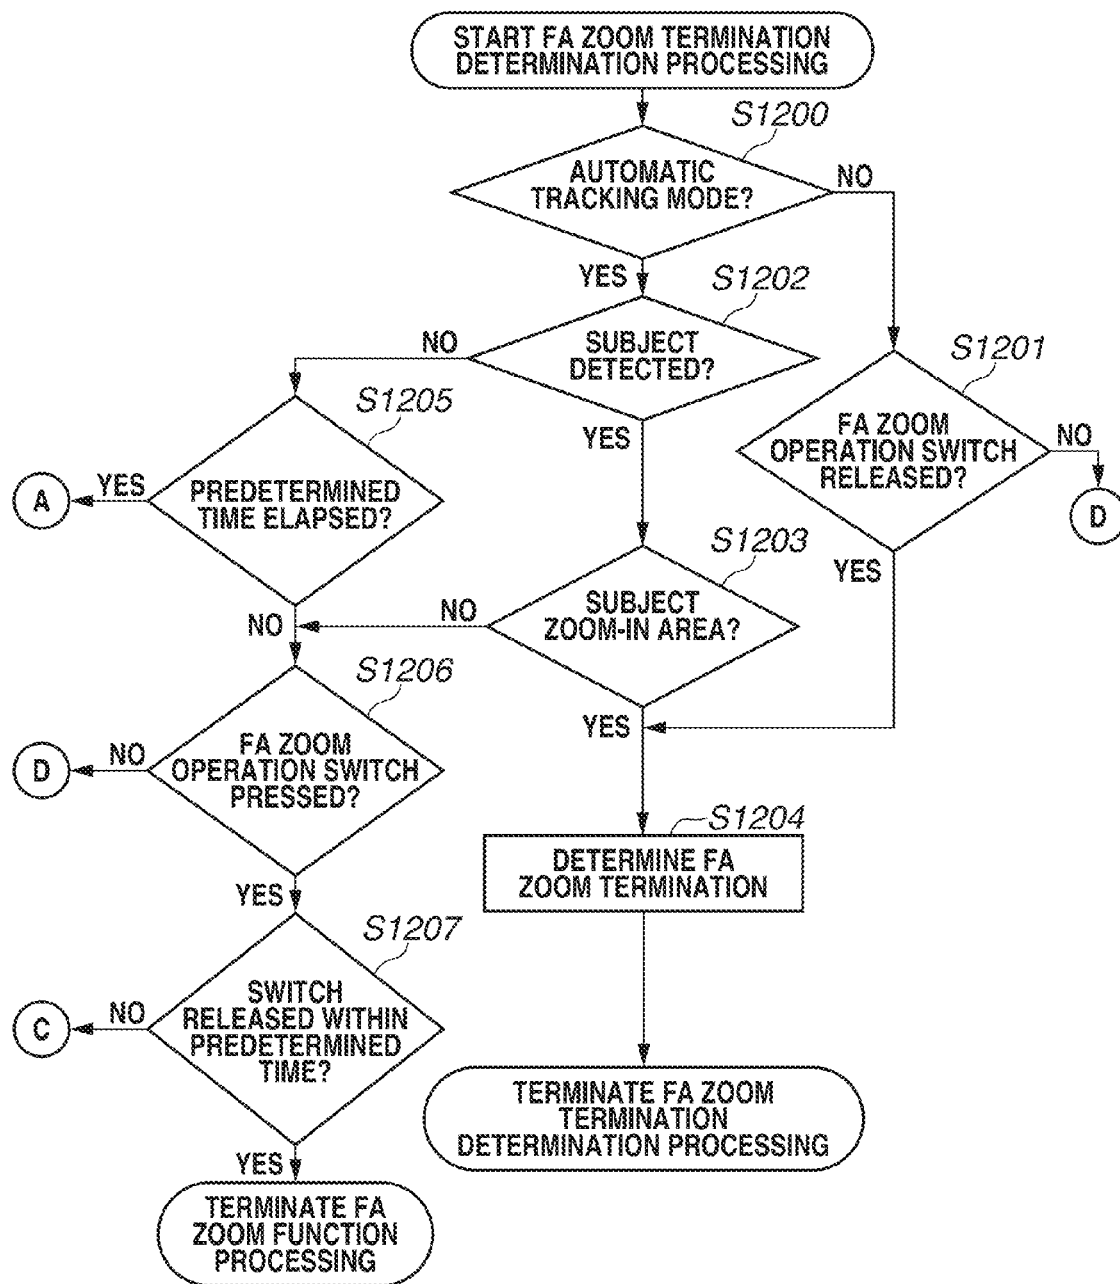 START FA ZOOM TERMINATION
DETERMINATION PROCESSING
S1200
AUTOMATIC
TRACKING MODE?
NO
YES
S1202
NO
SUBJECT
DETECTED?
S1201
S1205
YES
FA ZOOM
OPERATION SWITCH
RELEASED?
NO
A
YES
PREDETERMINED
TIME ELAPSED?
D
S1203
YES
NO
NO
SUBJECT
ZOOM-IN AREA?
S1206
YES
D
NO
FA ZOOM
OPERATION SWITCH
PRESSED?
S1204
YES
DETERMINE FA
ZOOM TERMINATION
S1207
C
NO
SWITCH
RELEASED WITHIN
PREDETERMINED
TIME?
TERMINATE FA ZOOM
TERMINATION
DETERMINATION PROCESSING
YES
TERMINATE FA
ZOOM FUNCTION
PROCESSING